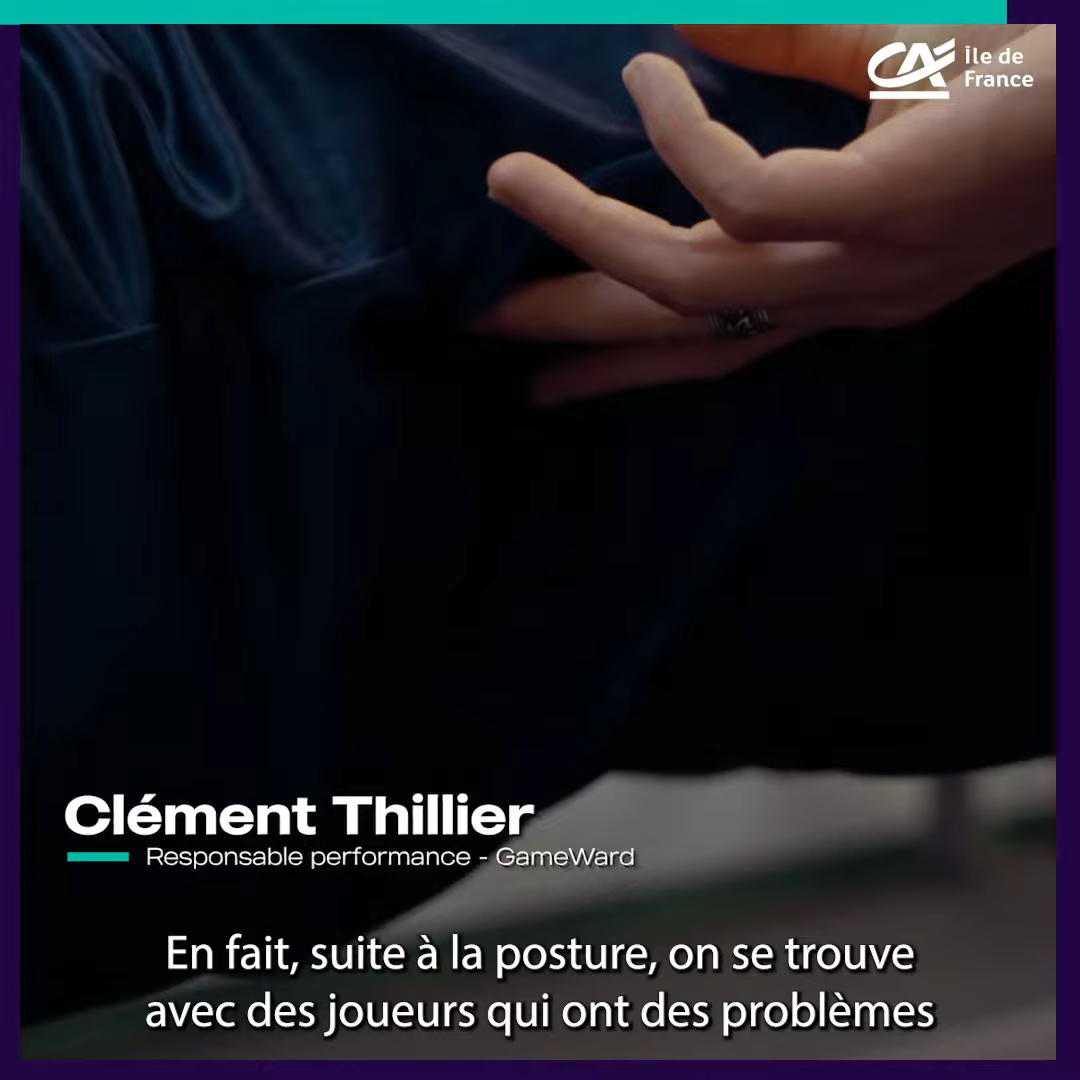 CA Île de
France
Clément Thillier
Responsable performance - GameWard
En fait, suite à la posture, on se trouve
avec des joueurs qui ont des problèmes